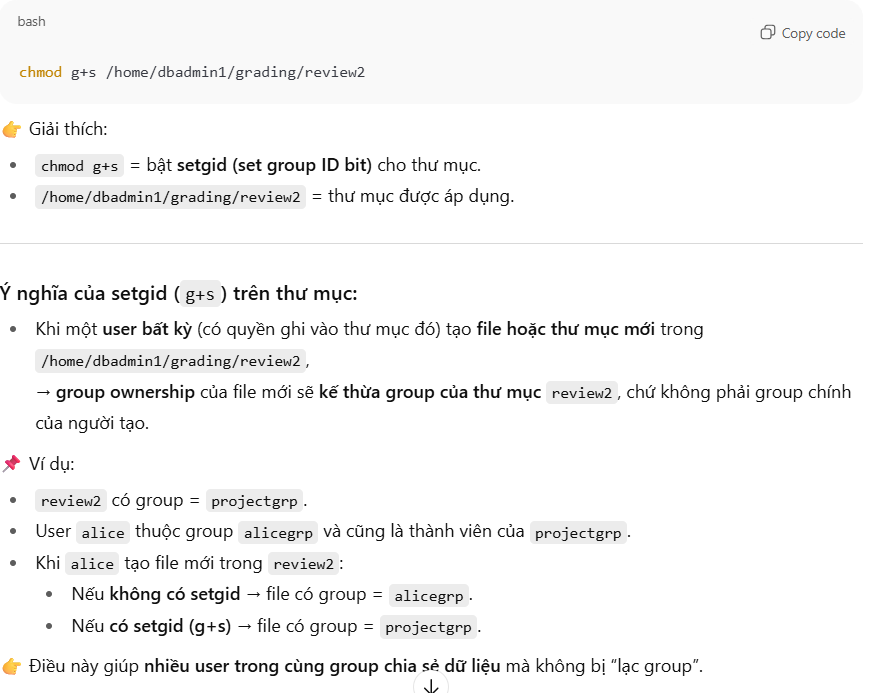 bash
Copy code
chmod g+s /home/dbadmin1/grading/review2
👉 Giải thích:
• chmod g+s = bật setgid (set group ID bit) cho thư mục.
• /home/dbadmin1/grading/review2 = thư mục được áp dụng.
Ý nghĩa của setgid ( g+s ) trên thư mục:
• Khi một user bất kỳ (có quyền ghi vào thư mục đó) tạo file hoặc thư mục mới trong
/home/dbadmin1/grading/review2 ,
→ group ownership của file mới sẽ kế thừa group của thư mục review2 , chứ không phải group chính
của người tạo.
📌 Ví dụ:
• review2 có group = projectgrp .
• User alice thuộc group alicegrp và cũng là thành viên của projectgrp .
• Khi alice tạo file mới trong review2 :
• Nếu không có setgid → file có group = alicegrp .
• Nếu có setgid (g+s) → file có group = projectgrp .
👉 Điều này giúp nhiều user trong cùng group chia sẻ dữ liệu mà không bị “lạc group”.